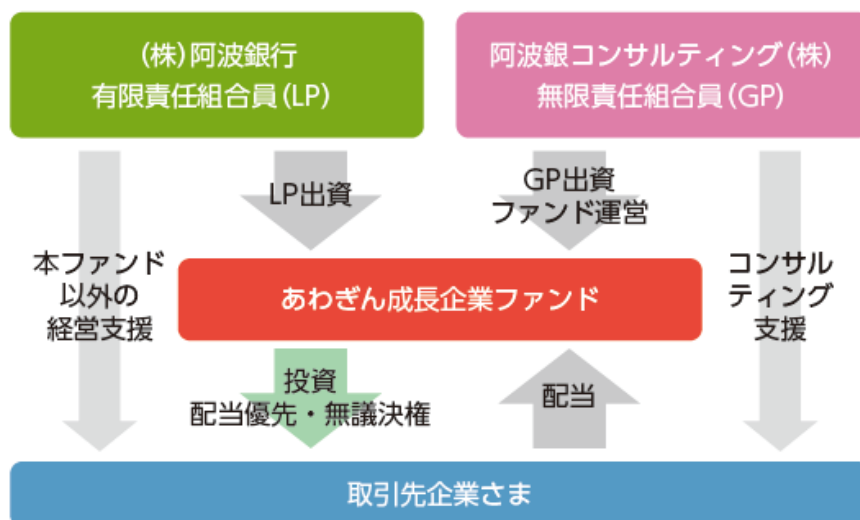 (株)阿波銀行
有限責任組合員(LP)
阿波銀コンサルティング(株)
無限責任組合員(GP)
LP出資
GP出資
ファンド運営
本ファンド
以外の
経営支援
あわぎん成長企業ファンド
コンサル
ティング
支援
投資
配当優先・無議決権
配当
取引先企業さま